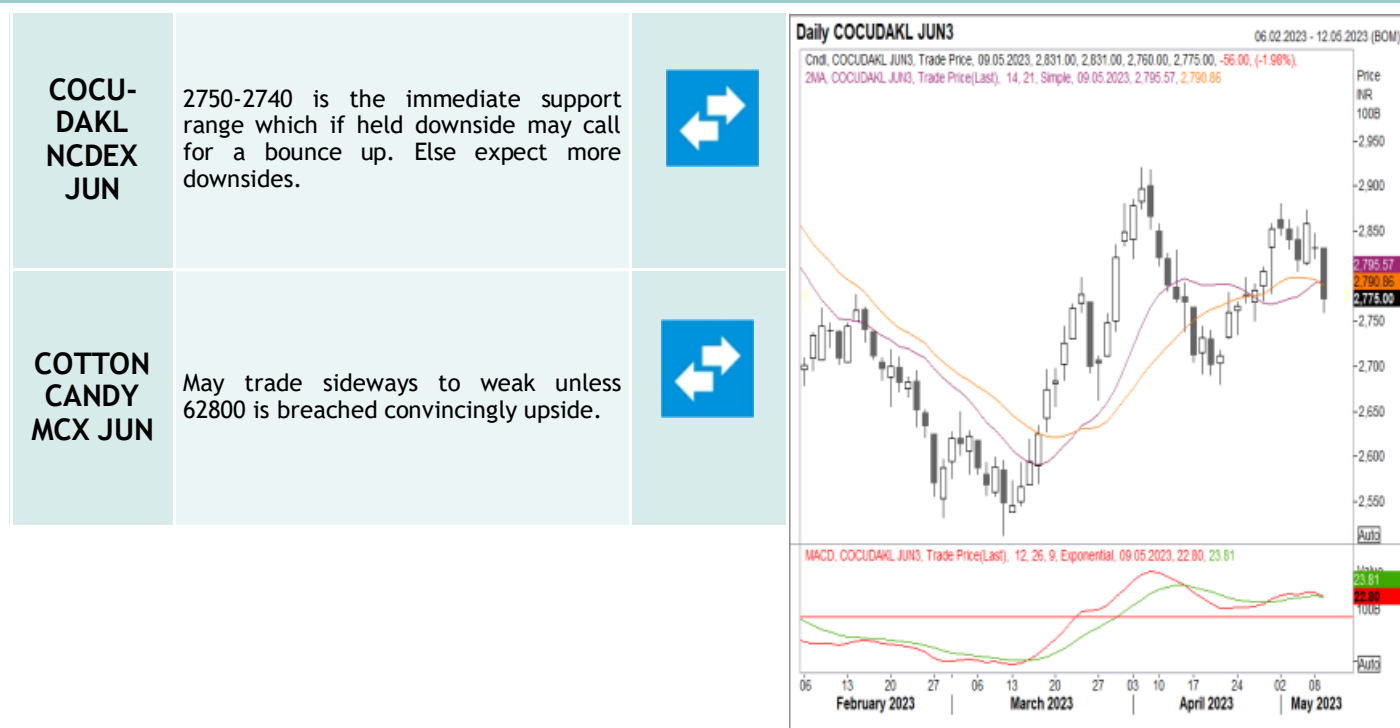 COCU-
DAKL
NCDEX
JUN
2750-2740 is the immediate support
range which if held downside may call
for a bounce up. Else expect more
downsides.
COTTON
CANDY
MCX JUN
May trade sideways to weak unless
62800 is breached convincingly upside.
Daily COCUDAKL JUN3
06.02.2023 - 12.05.2023 (BOM)
Cndl, COCUDAKL JUN3, Trade Price, 09.05.2023, 2,831.00, 2,831.00, 2,760.00, 2,775.00, -56.00, (-1.98%),
2MA, COCUDAKL JUN3, Trade Price(Last), 14, 21, Simple, 09.05.2023, 2,795.57, 2,790.86
Price
INR
100B
2,950
2,900
2,850
2,795.57
2,790.86
2,775.00
2,750
2,700
2,650
2,600
2,550
Auto
MACD, COCUDAKL JUN3, Trade Price(Last), 12, 26, 9, Exponential, 09.05.2023, 22.80, 23.81
Value
23.81
22.80
100B
Auto
06 13 20 27 06 13 20 27 03 10 17 24 02 08
February 2023 March 2023 April 2023 May 2023